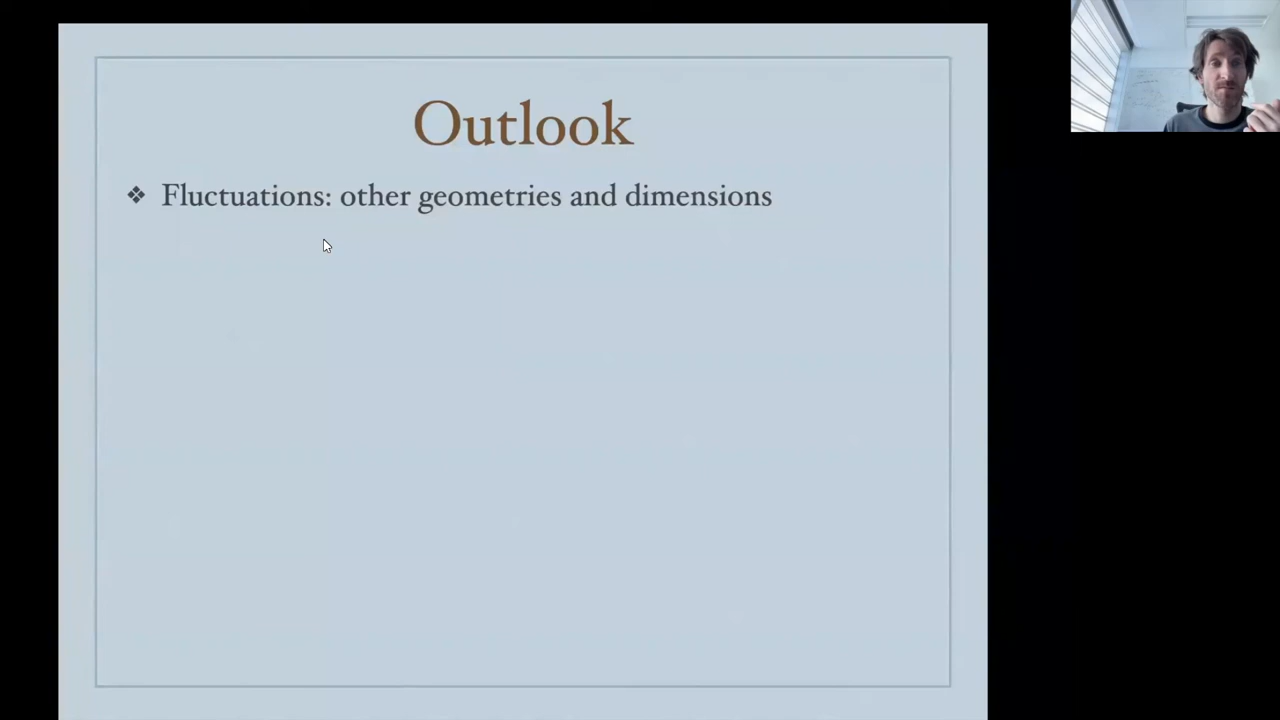 Outlook
❖ Fluctuations: other geometries and dimensions